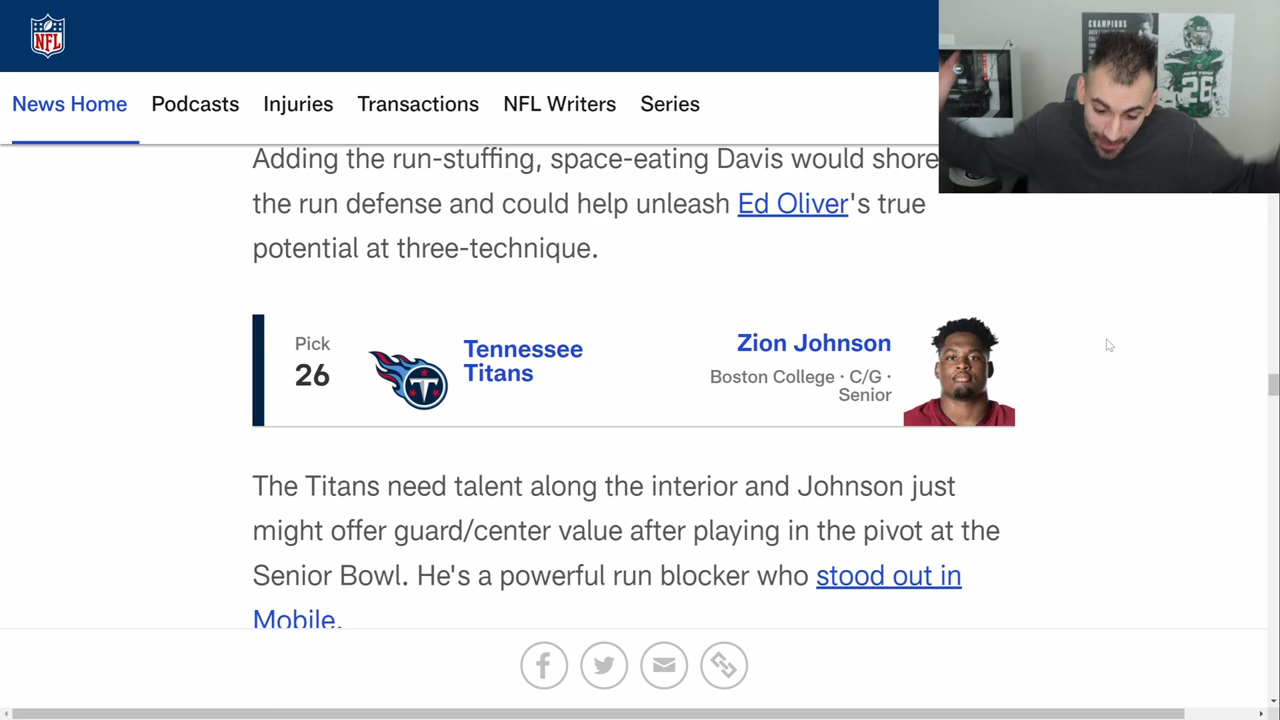 NFL
CHAMPIONS
NEW YORK
26
News Home Podcasts Injuries Transactions NFL Writers Series
Adding the run-stuffing, space-eating Davis would shore
the run defense and could help unleash Ed Oliver's true
potential at three-technique.
Pick
26
Tennessee
Titans
T
Zion Johnson
Boston College · C/G ·
Senior
The Titans need talent along the interior and Johnson just
might offer guard/center value after playing in the pivot at the
Senior Bowl. He's a powerful run blocker who stood out in
Mobile.